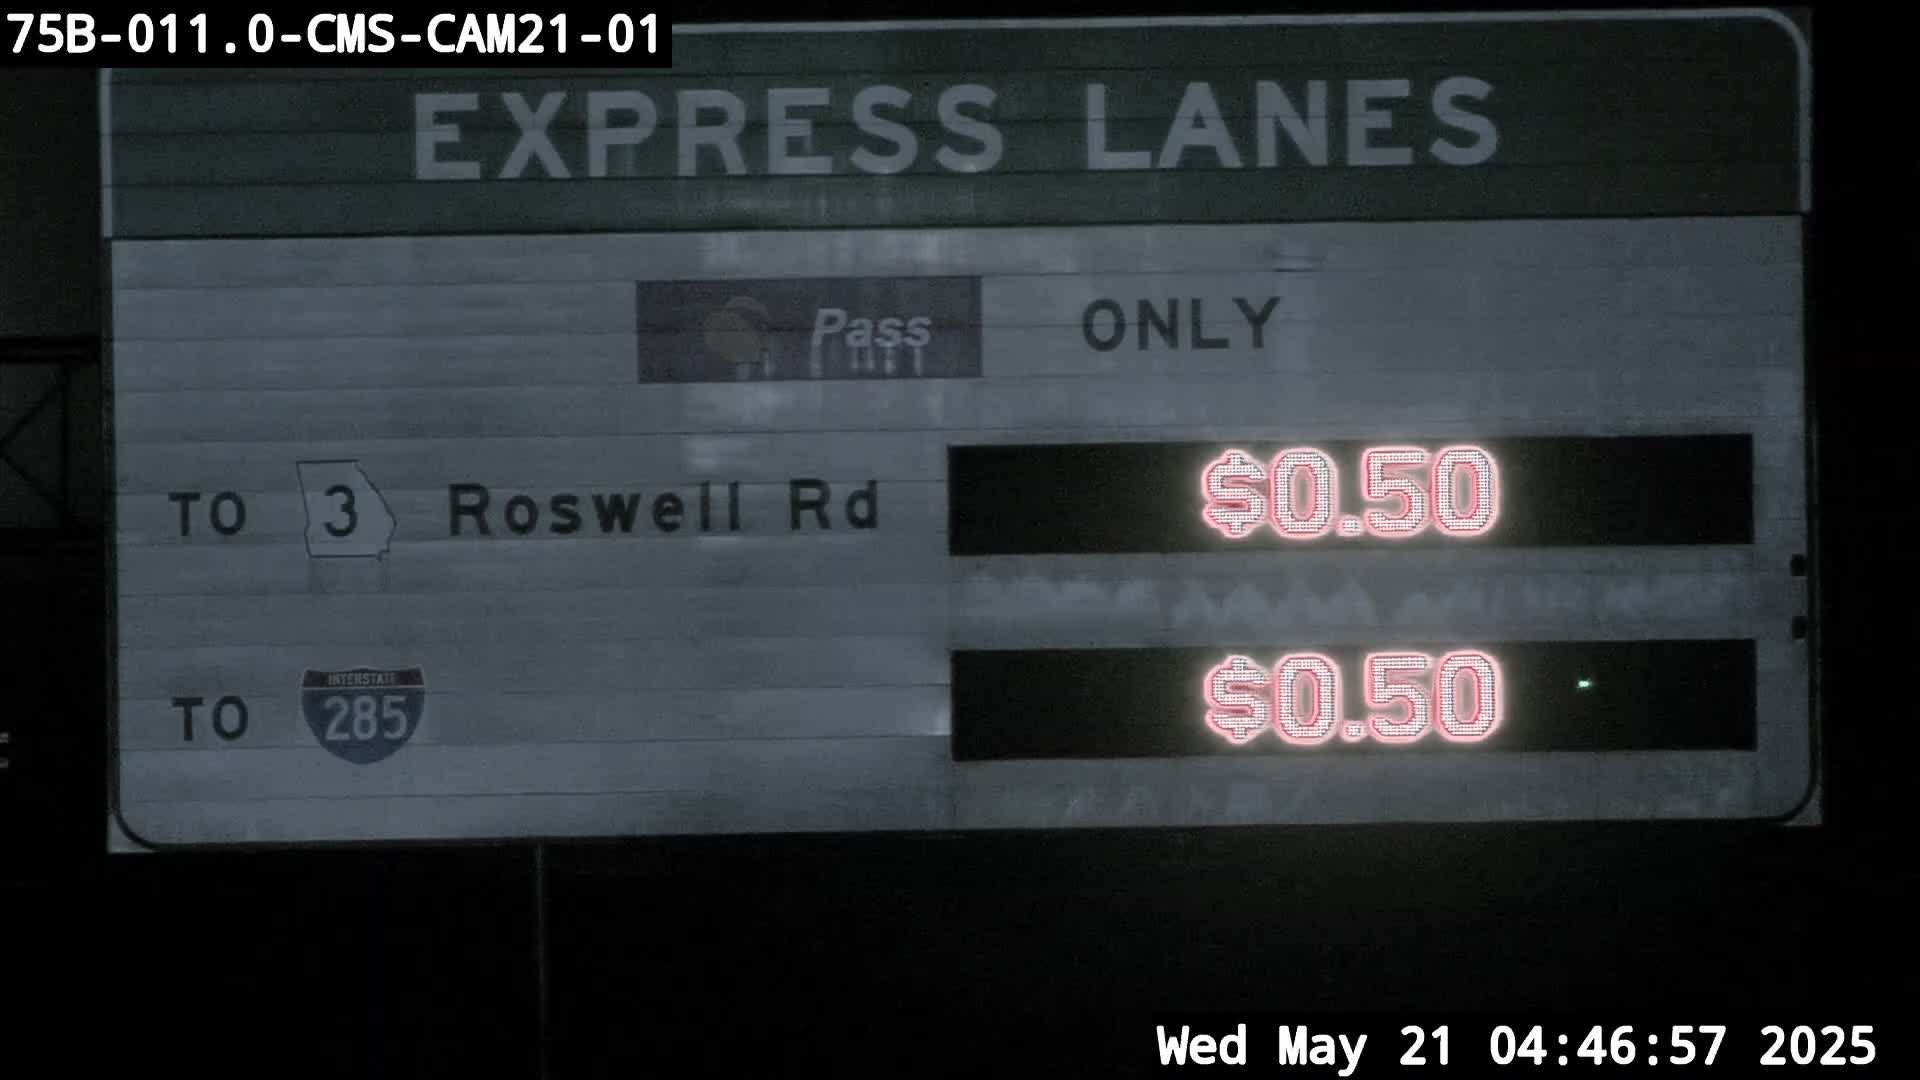 75B-011.0-CMS-CAM21-01
EXPRESS LANES
Pass ONLY
TO 3 Roswell Rd $0.50
TO INTERSTATE 285 $0.50
Wed May 21 04:46:57 2025